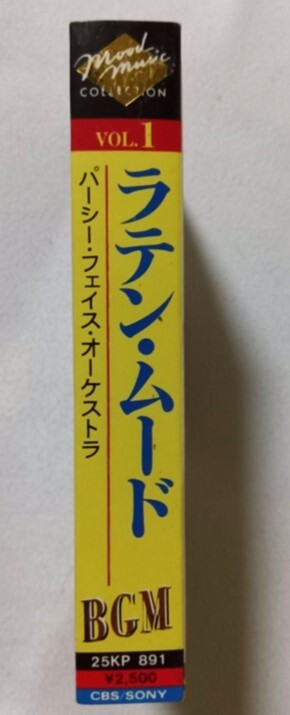 Mood
Music
COLLECTION
VOL.1
ラテン・ムード
パーシー・フェイス・オーケストラ
BGM
25KP 891
¥2,500
CBS/SONY